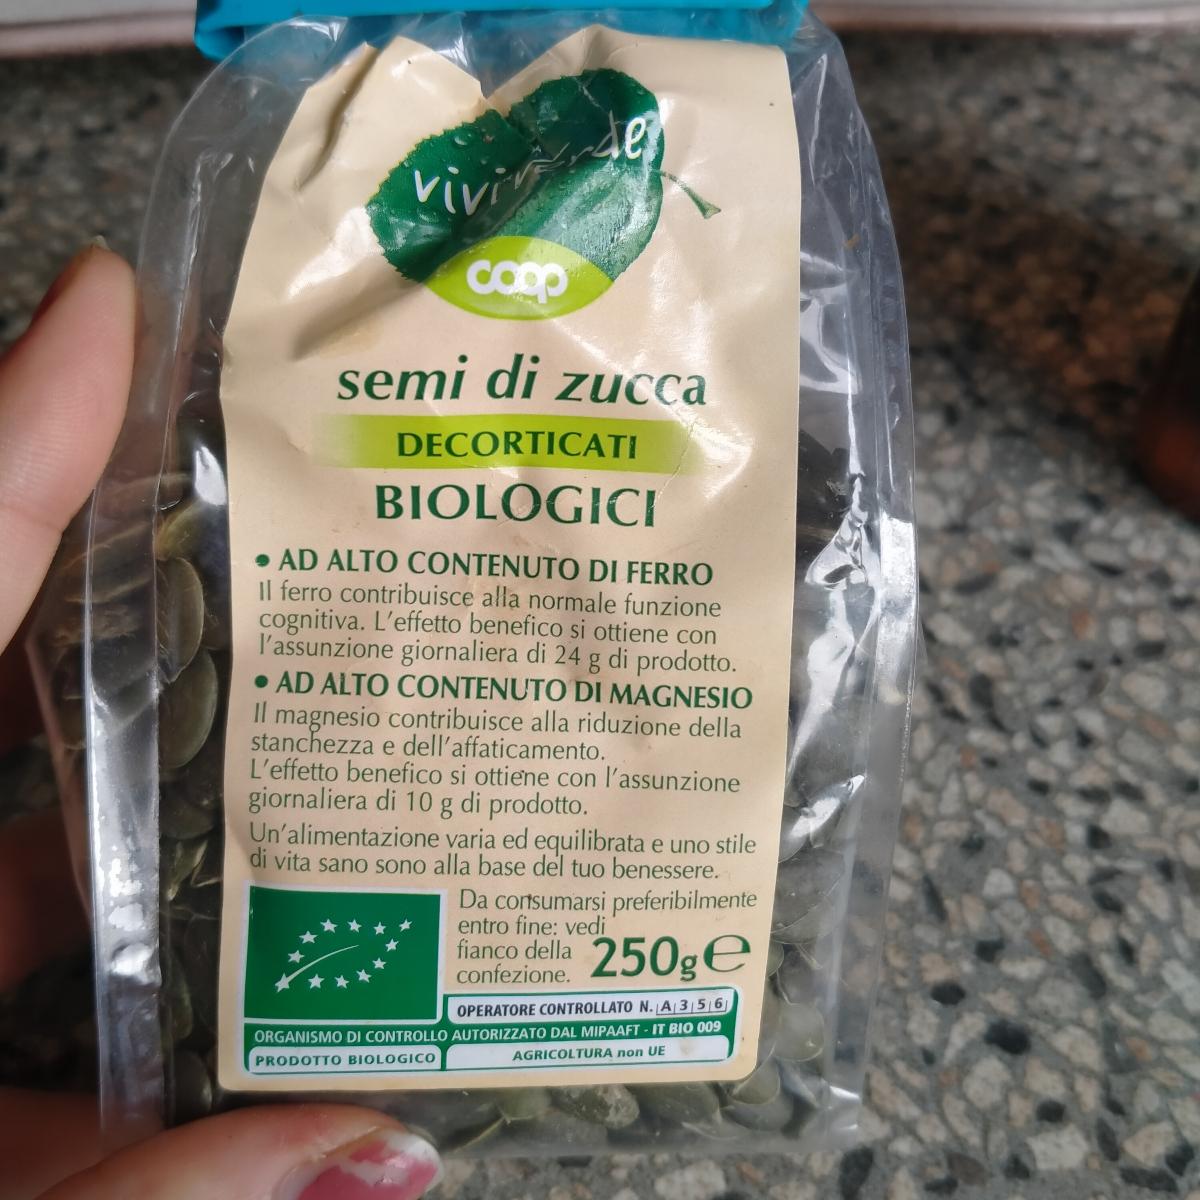 vivi verde
coop
semi di zucca
DECORTICATI
BIOLOGICI
• AD ALTO CONTENUTO DI FERRO
Il ferro contribuisce alla normale funzione
cognitiva. L'effetto benefico si ottiene con
l'assunzione giornaliera di 24 g di prodotto.
• AD ALTO CONTENUTO DI MAGNESIO
Il magnesio contribuisce alla riduzione della
stanchezza e dell'affaticamento.
L'effetto benefico si ottiene con l'assunzione
giornaliera di 10 g di prodotto.
Un'alimentazione varia ed equilibrata e uno stile
di vita sano sono alla base del tuo benessere.
Da consumarsi preferibilmente
entro fine: vedi
fianco della
confezione.
250g e
OPERATORE CONTROLLATO N. A 3 5 6
ORGANISMO DI CONTROLLO AUTORIZZATO DAL MIPAAFT - IT BIO 009
PRODOTTO BIOLOGICO
AGRICOLTURA non UE